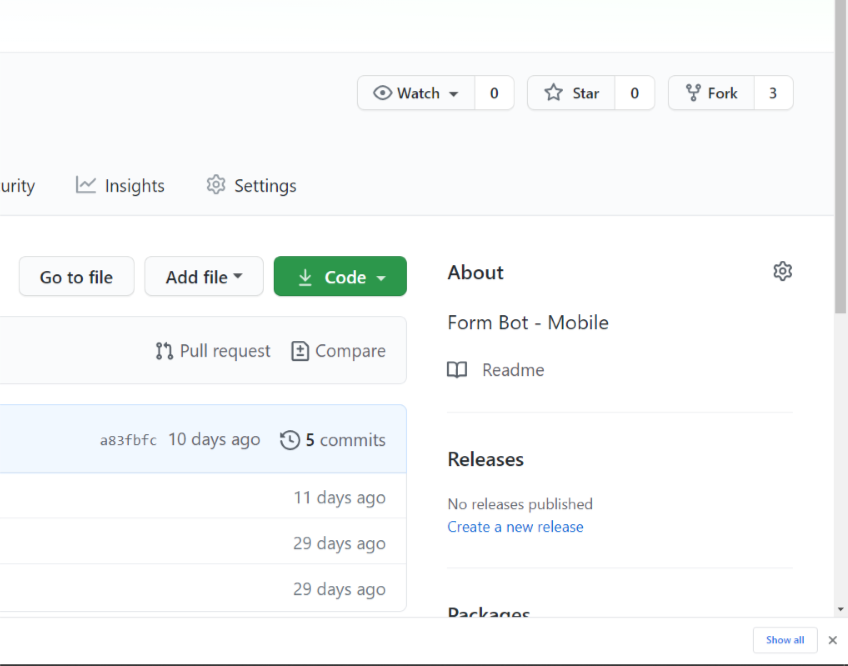 Watch 0 Star 0 Fork 3
urity Insights Settings
Go to file Add file Code About
Form Bot - Mobile
Pull request Compare
Readme
a83fbfc 10 days ago 5 commits
Releases
11 days ago
No releases published
Create a new release
29 days ago
29 days ago
Packages
Show all